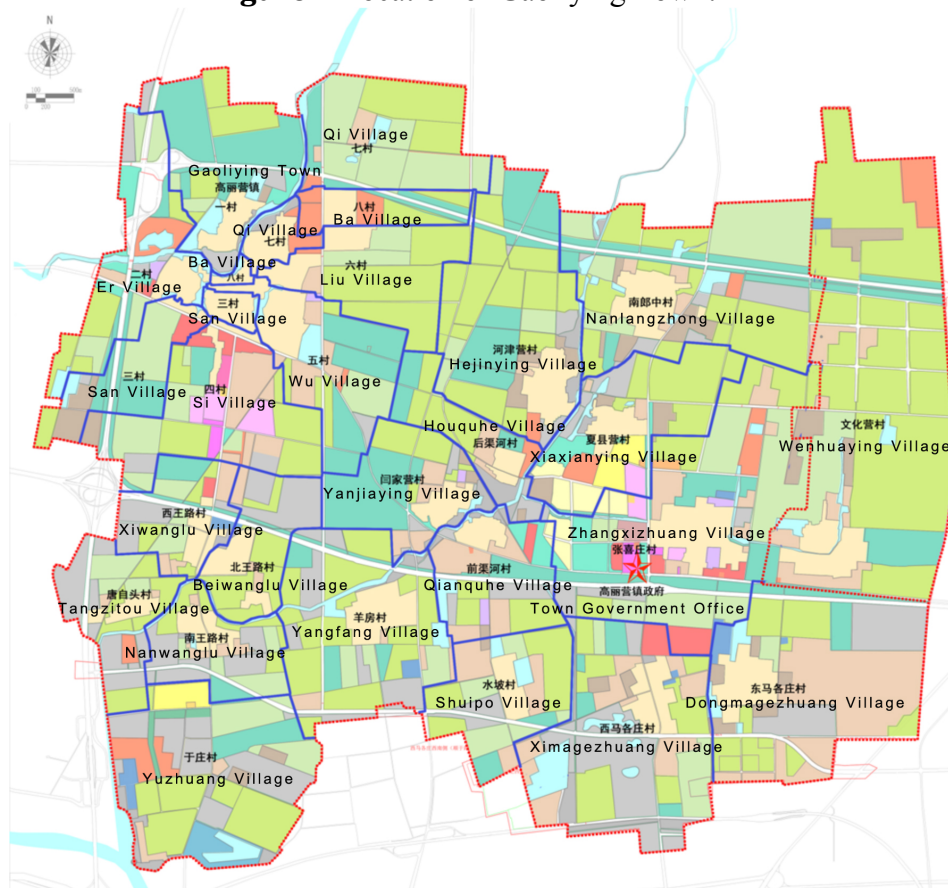 N
Qi Village
七村
Gaoliying Town
高丽营镇
一村
八村
Ba Village
Qi Village
七村
Ba Village
八村
六村
Liu Village
二村
Er Village
三村
San Village
南郎中村
Nanlangzhong Village
五村
Wu Village
河津营村
Hejinying Village
三村
San Village
四村
Si Village
Houquhe Village
后渠河村
夏县营村
Xiaxianying Village
文化营村
Wenhuaying Village
闫家营村
Yanjiaying Village
西王路村
Xiwanglu Village
Zhangxizhuang Village
张喜庄村
北王路村
Beiwanglu Village
前渠河村
Qianquhe Village
高丽营镇政府
Town Government Office
唐自头村
Tangzitou Village
羊房村
Yangfang Village
南王路村
Nanwanglu Village
水坡村
Shuipo Village
东马各庄村
Dongmagezhuang Village
西马各庄村
Ximagezhuang Village
于庄村
Yuzhuang Village